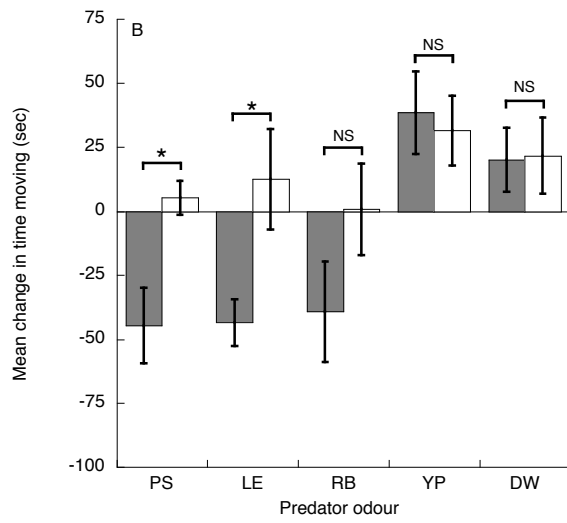 B
75
50
25
0
-25
-50
-75
-100
Mean change in time moving (sec)
*
*
NS
NS
NS
PS LE RB YP DW
Predator odour